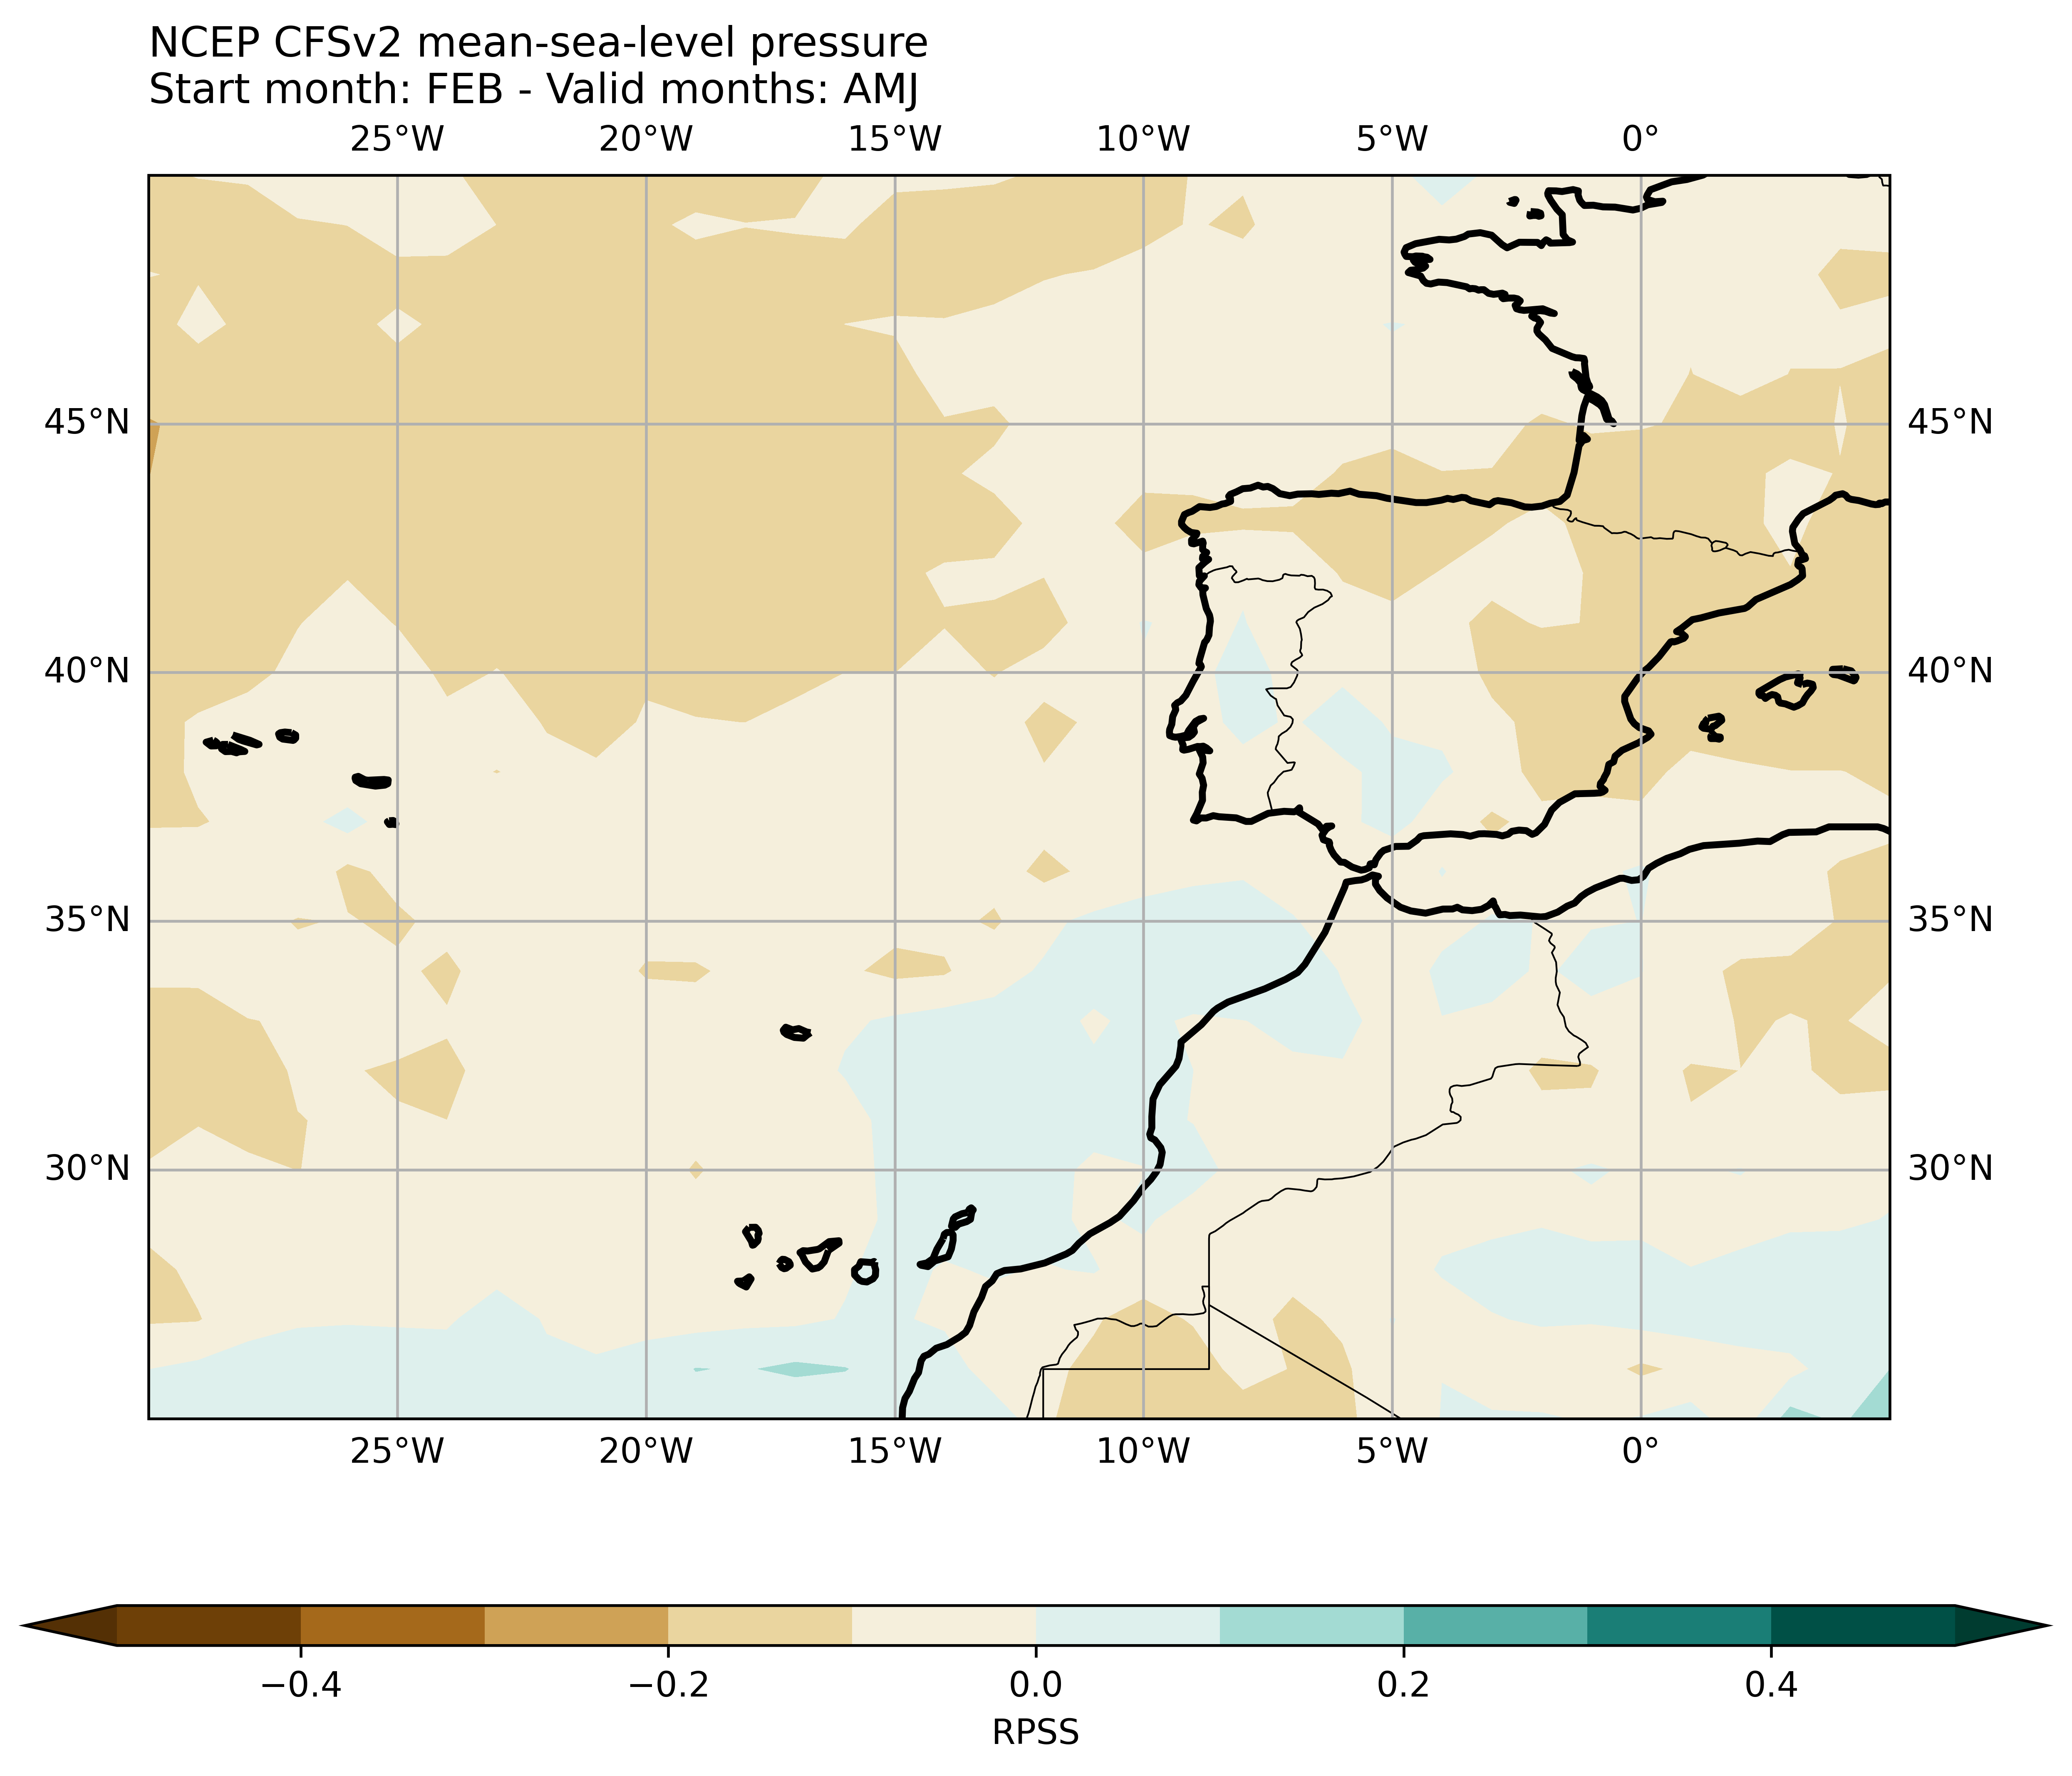 NCEP CFSv2 mean-sea-level pressure
Start month: FEB - Valid months: AMJ
25°W 20°W 15°W 10°W 5°W 0°
45°N 45°N
40°N 40°N
35°N 35°N
30°N 30°N
25°W 20°W 15°W 10°W 5°W 0°
−0.4 −0.2 0.0 0.2 0.4
RPSS